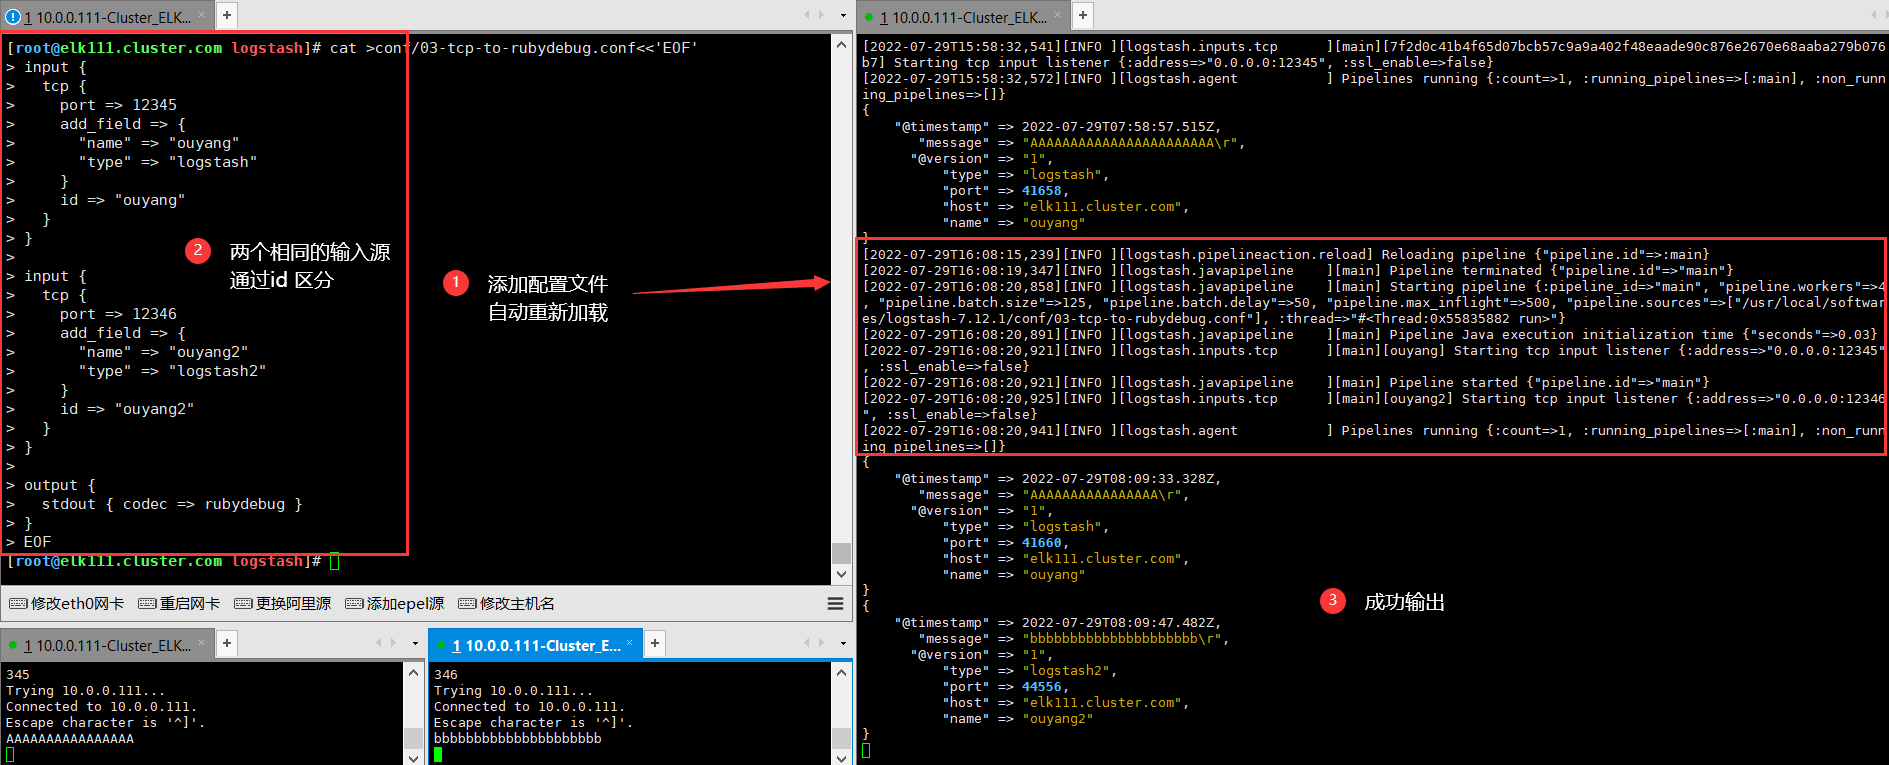 1 10.0.0.111-Cluster_ELK... × +
[root@elk111.cluster.com logstash]# cat >conf/03-tcp-to-rubydebug.conf<<'EOF'
> input {
>   tcp {
>     port => 12345
>     add_field => {
>       "name" => "ouyang"
>       "type" => "logstash"
>     }
>     id => "ouyang"
>   }
> }
>
> input {
>   tcp {
>     port => 12346
>     add_field => {
>       "name" => "ouyang2"
>       "type" => "logstash2"
>     }
>     id => "ouyang2"
>   }
> }
>
> output {
>   stdout { codec => rubydebug }
> }
> EOF
[root@elk111.cluster.com logstash]#
2 两个相同的输入源
通过id 区分
1 添加配置文件
自动重新加载
修改eth0网卡 重启网卡 更换阿里源 添加epel源 修改主机名
1 10.0.0.111-Cluster_ELK... × +
345
Trying 10.0.0.111...
Connected to 10.0.0.111.
Escape character is '^]'.
AAAAAAAAAAAAAAAA
1 10.0.0.111-Cluster_E... × +
346
Trying 10.0.0.111...
Connected to 10.0.0.111.
Escape character is '^]'.
bbbbbbbbbbbbbbbbbbbbb
1 10.0.0.111-Cluster_ELK... × +
[2022-07-29T15:58:32,541][INFO ][logstash.inputs.tcp      ][main][7f2d0c41b4f65d07bcb57c9a9a402f48eaade90c876e2670e68aaba279b076
b7] Starting tcp input listener {:address=>"0.0.0.0:12345", :ssl_enable=>false}
[2022-07-29T15:58:32,572][INFO ][logstash.agent           ] Pipelines running {:count=>1, :running_pipelines=>[:main], :non_runn
ing_pipelines=>[]}
{
    "@timestamp" => 2022-07-29T07:58:57.515Z,
       "message" => "AAAAAAAAAAAAAAAAAAAAAAA\r",
      "@version" => "1",
          "type" => "logstash",
          "port" => 41658,
          "host" => "elk111.cluster.com",
          "name" => "ouyang"
}
[2022-07-29T16:08:15,239][INFO ][logstash.pipelineaction.reload] Reloading pipeline {"pipeline.id"=>:main}
[2022-07-29T16:08:19,347][INFO ][logstash.javapipeline    ][main] Pipeline terminated {"pipeline.id"=>"main"}
[2022-07-29T16:08:20,858][INFO ][logstash.javapipeline    ][main] Starting pipeline {:pipeline_id=>"main", "pipeline.workers"=>4
, "pipeline.batch.size"=>125, "pipeline.batch.delay"=>50, "pipeline.max_inflight"=>500, "pipeline.sources"=>["/usr/local/softwar
es/logstash-7.12.1/conf/03-tcp-to-rubydebug.conf"], :thread=>"#<Thread:0x55835882 run>"}
[2022-07-29T16:08:20,891][INFO ][logstash.javapipeline    ][main] Pipeline Java execution initialization time {"seconds"=>0.03}
[2022-07-29T16:08:20,921][INFO ][logstash.inputs.tcp      ][main][ouyang] Starting tcp input listener {:address=>"0.0.0.0:12345"
, :ssl_enable=>false}
[2022-07-29T16:08:20,921][INFO ][logstash.javapipeline    ][main] Pipeline started {"pipeline.id"=>"main"}
[2022-07-29T16:08:20,925][INFO ][logstash.inputs.tcp      ][main][ouyang2] Starting tcp input listener {:address=>"0.0.0.0:12346
", :ssl_enable=>false}
[2022-07-29T16:08:20,941][INFO ][logstash.agent           ] Pipelines running {:count=>1, :running_pipelines=>[:main], :non_runn
ing_pipelines=>[]}
{
    "@timestamp" => 2022-07-29T08:09:33.328Z,
       "message" => "AAAAAAAAAAAAAAAA\r",
      "@version" => "1",
          "type" => "logstash",
          "port" => 41660,
          "host" => "elk111.cluster.com",
          "name" => "ouyang"
}
{
    "@timestamp" => 2022-07-29T08:09:47.482Z,
       "message" => "bbbbbbbbbbbbbbbbbbbbb\r",
      "@version" => "1",
          "type" => "logstash2",
          "port" => 44556,
          "host" => "elk111.cluster.com",
          "name" => "ouyang2"
}
3 成功输出